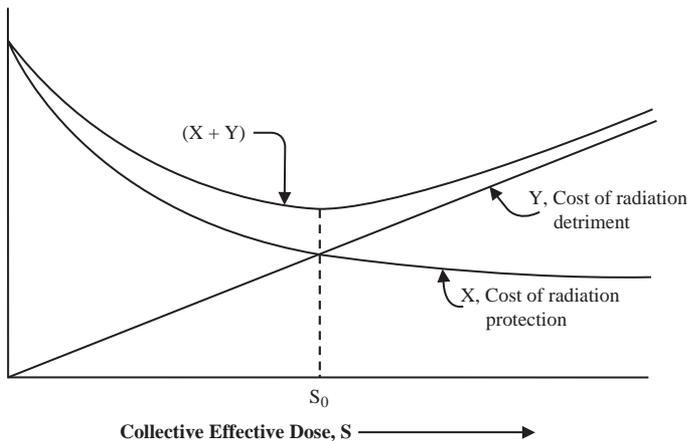 (X + Y)
Y, Cost of radiation
detriment
X, Cost of radiation
protection
S₀
Collective Effective Dose, S